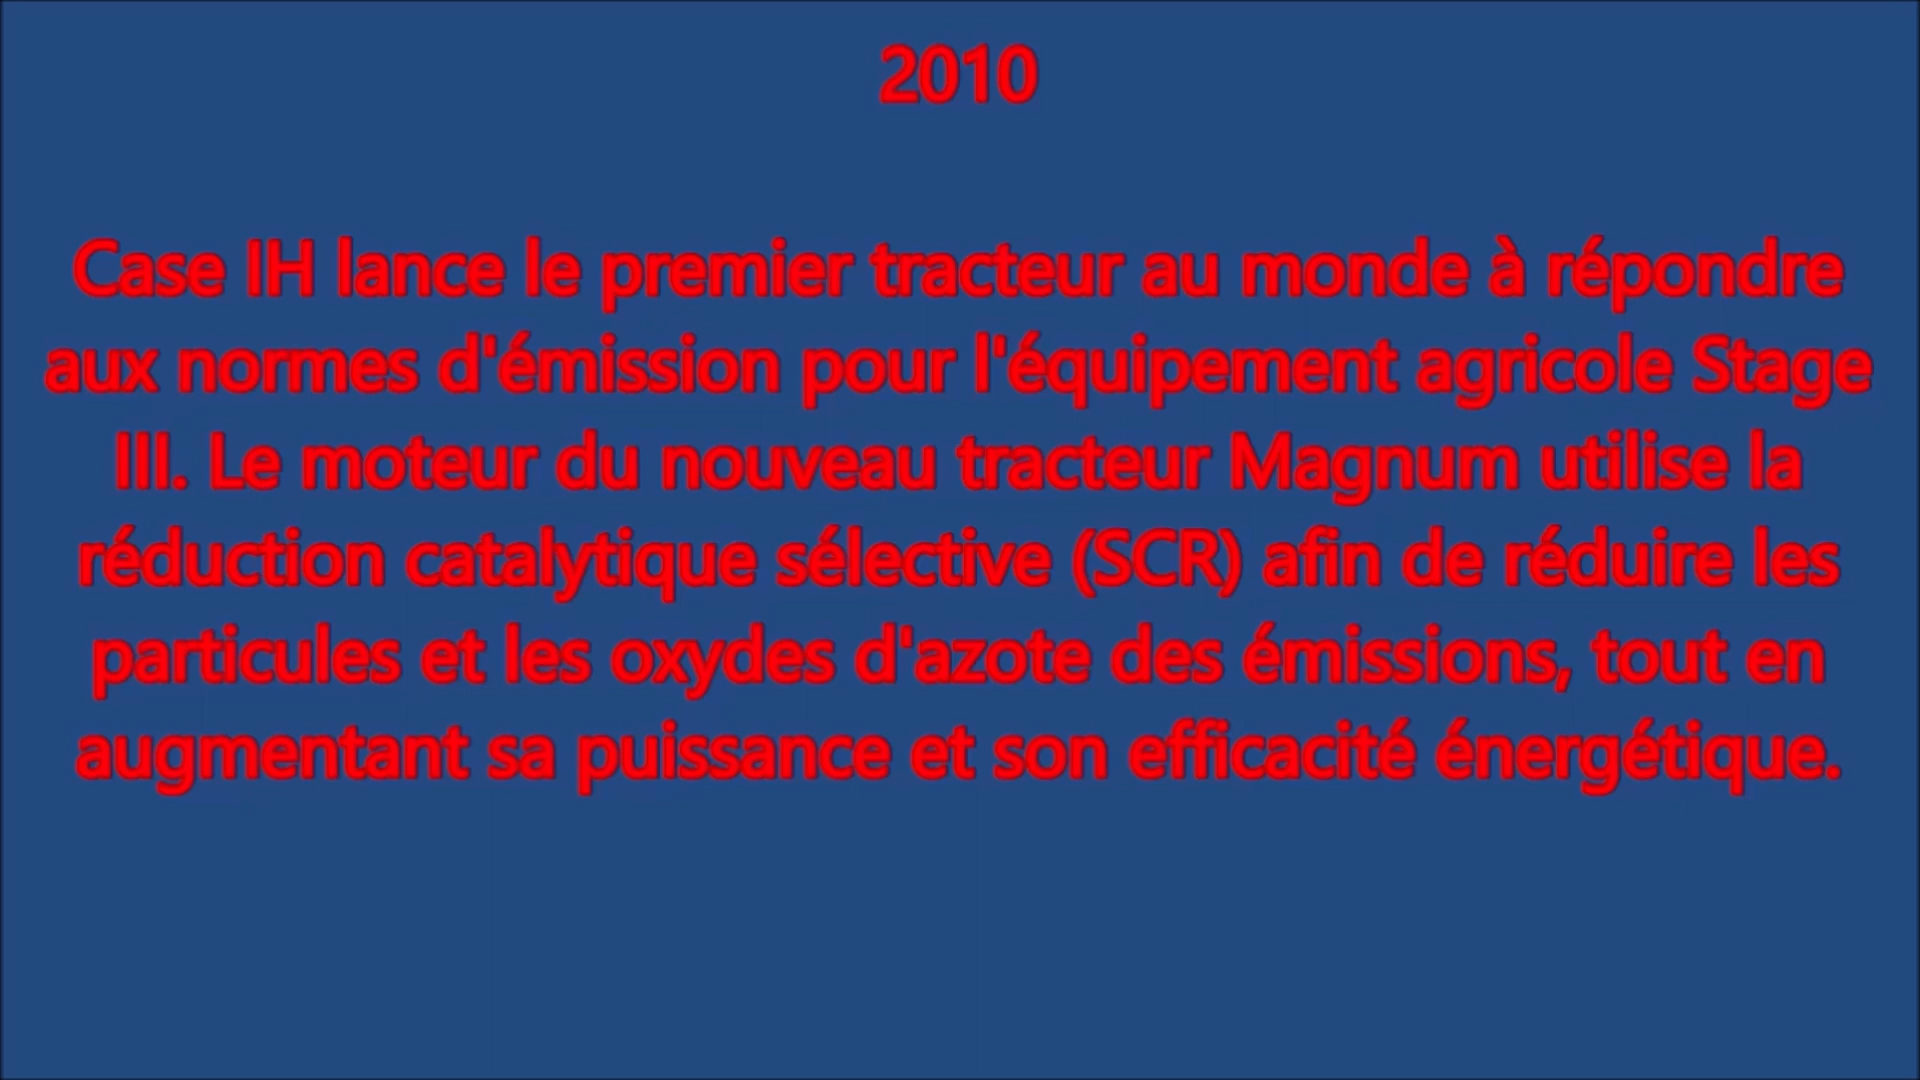 2010
Case IH lance le premier tracteur au monde à répondre
aux normes d'émission pour l'équipement agricole Stage
III. Le moteur du nouveau tracteur Magnum utilise la
réduction catalytique sélective (SCR) afin de réduire les
particules et les oxydes d'azote des émissions, tout en
augmentant sa puissance et son efficacité énergétique.